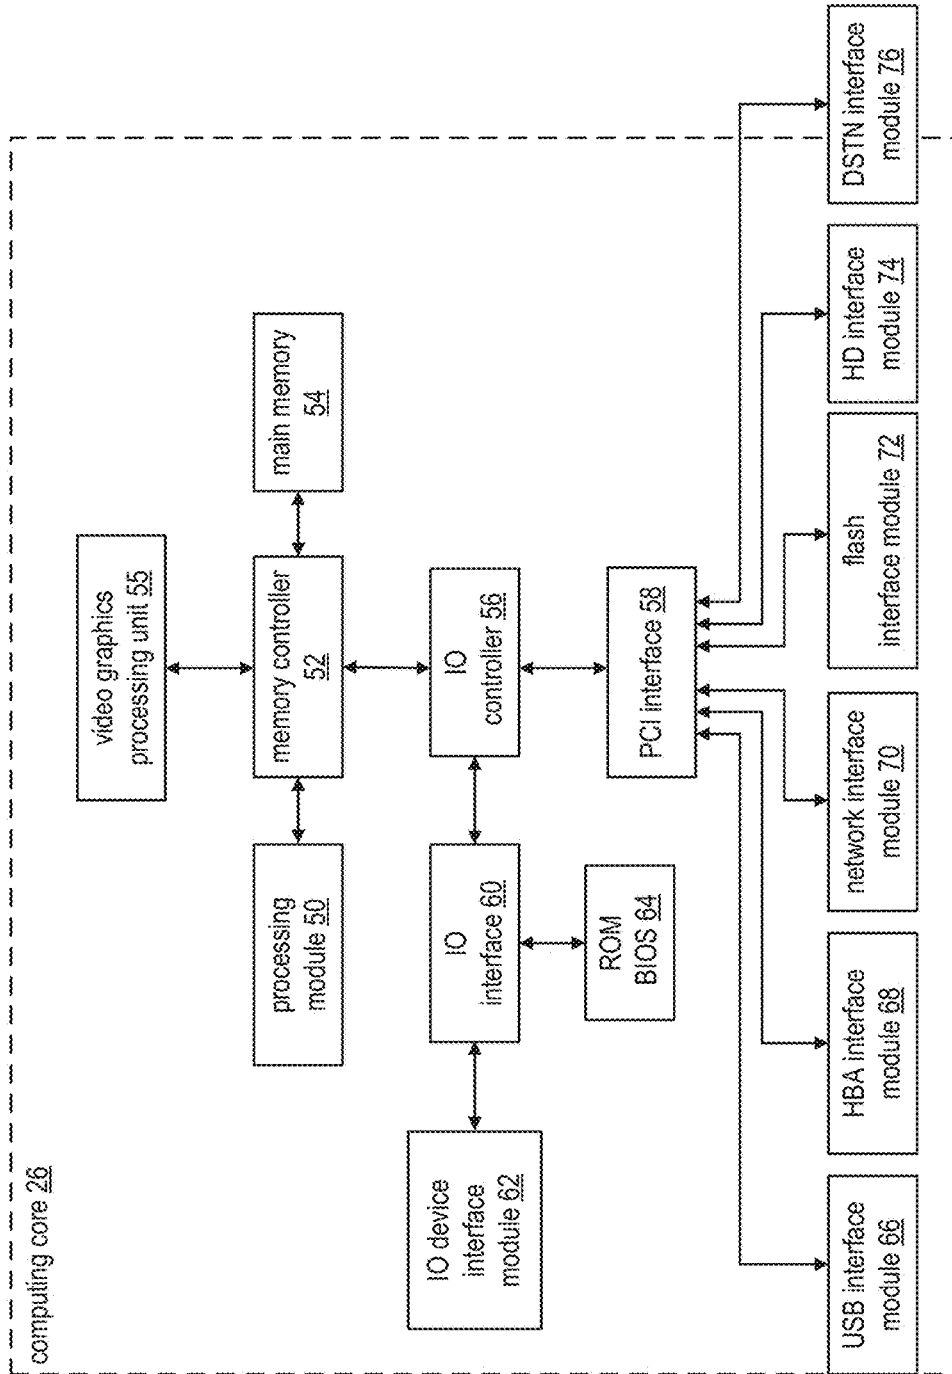 computing core 26
video graphics
processing unit 55
processing
module 50
memory controller
52
main memory
54
IO device
interface
module 62
IO
interface 60
IO
controller 56
ROM
BIOS 64
PCI interface 58
USB interface
module 66
HBA interface
module 68
network interface
module 70
flash
interface module 72
HD interface
module 74
DSTN interface
module 76